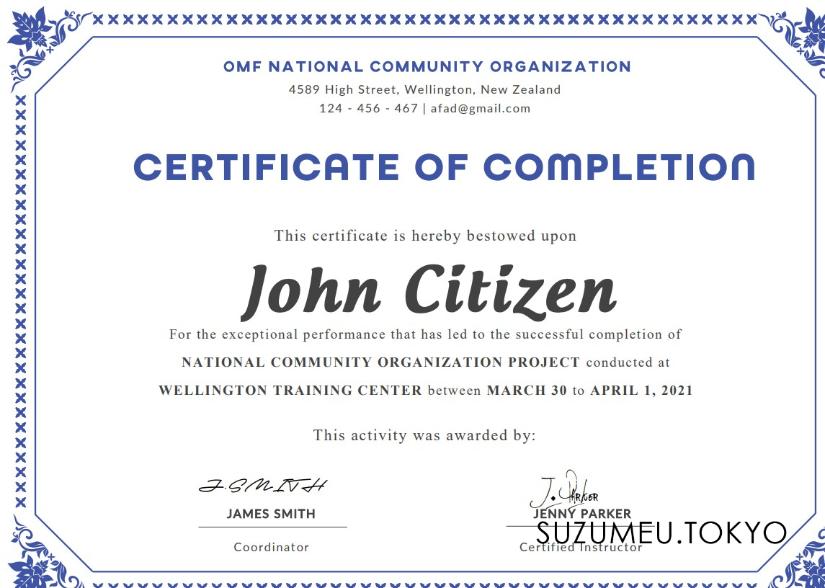 OMF NATIONAL COMMUNITY ORGANIZATION
4589 High Street, Wellington, New Zealand
124 - 456 - 467 | afad@gmail.com
CERTIFICATE OF COMPLETION
This certificate is hereby bestowed upon
John Citizen
For the exceptional performance that has led to the successful completion of
NATIONAL COMMUNITY ORGANIZATION PROJECT conducted at
WELLINGTON TRAINING CENTER between MARCH 30 to APRIL 1, 2021
This activity was awarded by:
J.SMITH
JAMES SMITH
Coordinator
J. Parker
JENNY PARKER
Certified Instructor
SUZUMEU.TOKYO